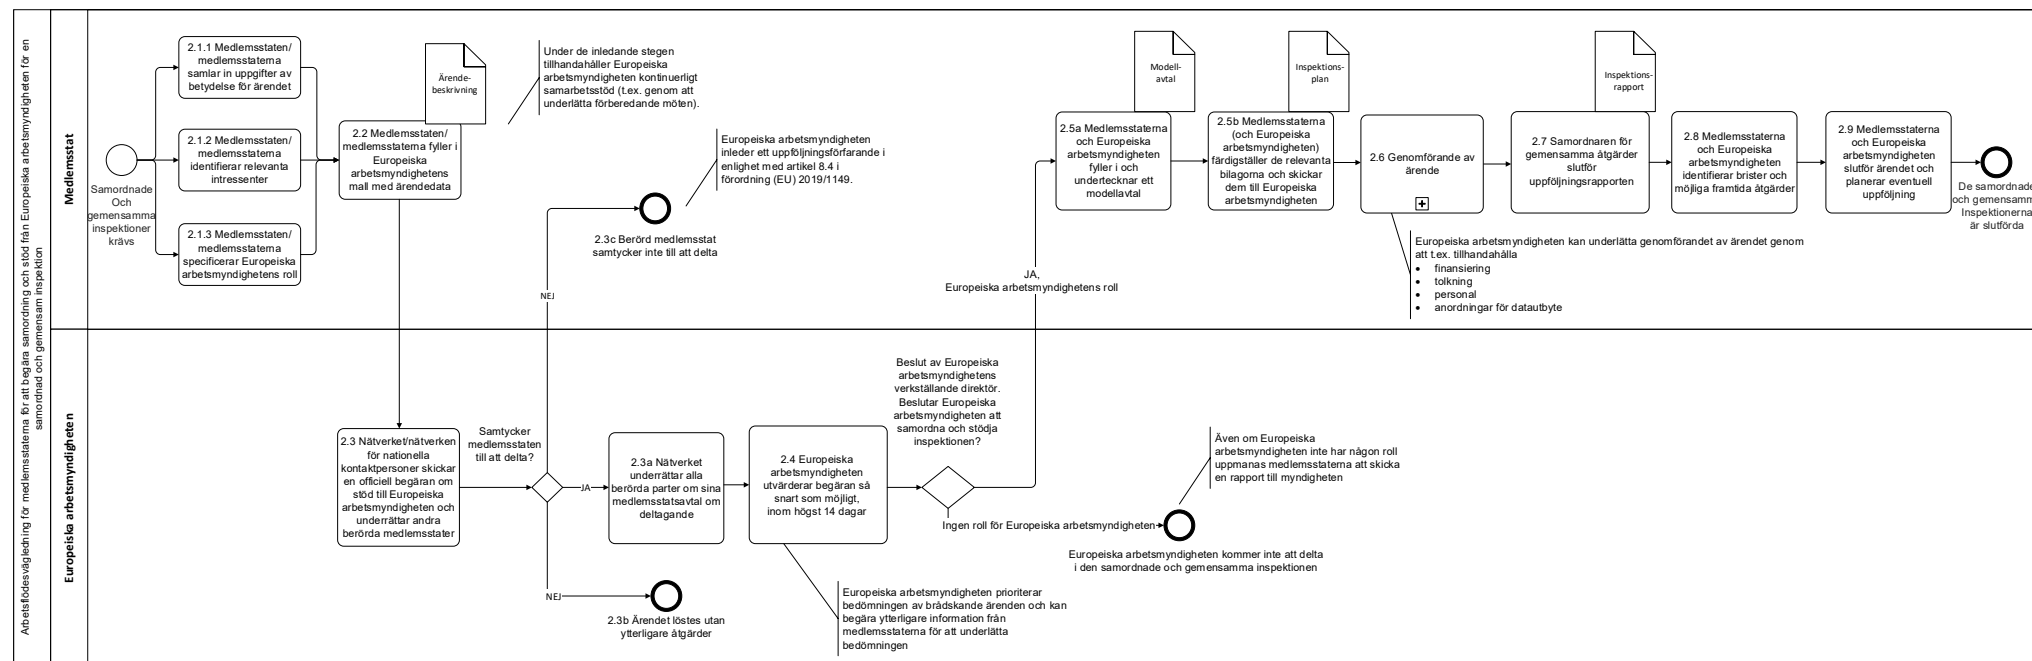 Arbetsflödesvägledning för medlemsstaterna för att begära samordning och stöd från Europeiska arbetsmyndigheten för en
samordnad och gemensam inspektion
Medlemsstat
Samordnade
Och
gemensamma
inspektioner
krävs
2.1.1 Medlemsstaten/
medlemsstaterna
samlar in uppgifter av
betydelse för ärendet
2.1.2 Medlemsstaten/
medlemsstaterna
identifierar relevanta
intressenter
2.1.3 Medlemsstaten/
medlemsstaterna
specificerar Europeiska
arbetsmyndighetens roll
Ärende-
beskrivning
2.2 Medlemsstaten/
medlemsstaterna fyller i
Europeiska
arbetsmyndighetens
mall med ärendedata
Under de inledande stegen
tillhandahåller Europeiska
arbetsmyndigheten kontinuerligt
samarbetsstöd (t.ex. genom att
underlätta förberedande möten).
Europeiska arbetsmyndigheten
inleder ett uppföljningsförfarande i
enlighet med artikel 8.4 i
förordning (EU) 2019/1149.
2.3c Berörd medlemsstat
samtycker inte till att delta
NEJ
JA,
Europeiska arbetsmyndighetens roll
Modell-
avtal
2.5a Medlemsstaterna
och Europeiska
arbetsmyndigheten
fyller i och
undertecknar ett
modellavtal
Inspektions-
plan
2.5b Medlemsstaterna
(och Europeiska
arbetsmyndigheten)
färdigställer de relevanta
bilagorna och skickar
dem till Europeiska
arbetsmyndigheten
2.6 Genomförande av
ärende
Europeiska arbetsmyndigheten kan underlätta genomförandet av ärendet genom
att t.ex. tillhandahålla
• finansiering
• tolkning
• personal
• anordningar för datautbyte
Inspektions-
rapport
2.7 Samordnaren för
gemensamma åtgärder
slutför
uppföljningsrapporten
2.8 Medlemsstaterna
och Europeiska
arbetsmyndigheten
identifierar brister och
möjliga framtida åtgärder
2.9 Medlemsstaterna
och Europeiska
arbetsmyndigheten
slutför ärendet och
planerar eventuell
uppföljning
De samordnade
och gemensamm
Inspektionerna
är slutförda
Europeiska arbetsmyndigheten
2.3 Nätverket/nätverken
för nationella
kontaktpersoner skickar
en officiell begäran om
stöd till Europeiska
arbetsmyndigheten och
underrättar andra
berörda medlemsstater
Samtycker
medlemsstaten
till att delta?
JA
NEJ
2.3b Ärendet löstes utan
ytterligare åtgärder
2.3a Nätverket
underrättar alla
berörda parter om sina
medlemsstatsavtal om
deltagande
2.4 Europeiska
arbetsmyndigheten
utvärderar begäran så
snart som möjligt,
inom högst 14 dagar
Europeiska arbetsmyndigheten prioriterar
bedömningen av brådskande ärenden och kan
begära ytterligare information från
medlemsstaterna för att underlätta
bedömningen
Beslut av Europeiska
arbetsmyndighetens
verkställande direktör.
Beslutar Europeiska
arbetsmyndigheten att
samordna och stödja
inspektionen?
Ingen roll för Europeiska arbetsmyndigheten
Europeiska arbetsmyndigheten kommer inte att delta
i den samordnade och gemensamma inspektionen
Även om Europeiska
arbetsmyndigheten inte har någon roll
uppmanas medlemsstaterna att skicka
en rapport till myndigheten